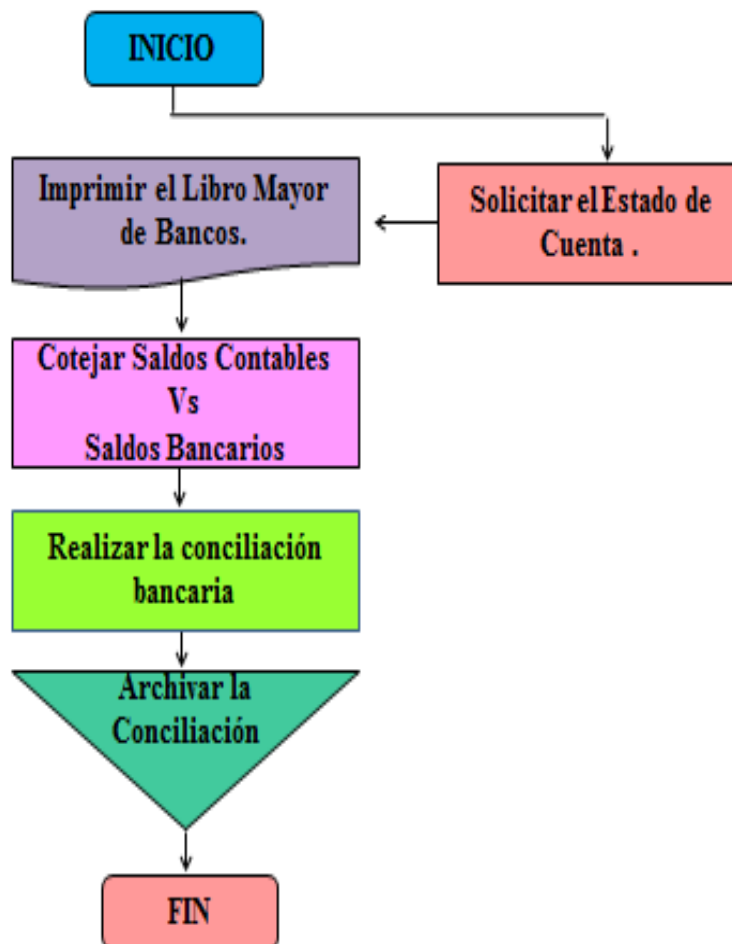 INICIO
Solicitar el Estado de
Cuenta .
Imprimir el Libro Mayor
de Bancos.
Cotejar Saldos Contables
Vs
Saldos Bancarios
Realizar la conciliación
bancaria
Archivar la
Conciliación
FIN